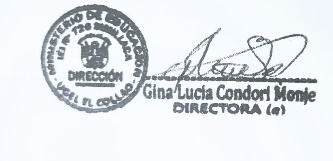 MINISTERIO DE EDUCACIÓN
DIRECCIÓN
UGEL EL COLLAO
Gina Lucia Condori Monje
DIRECTORA (e)